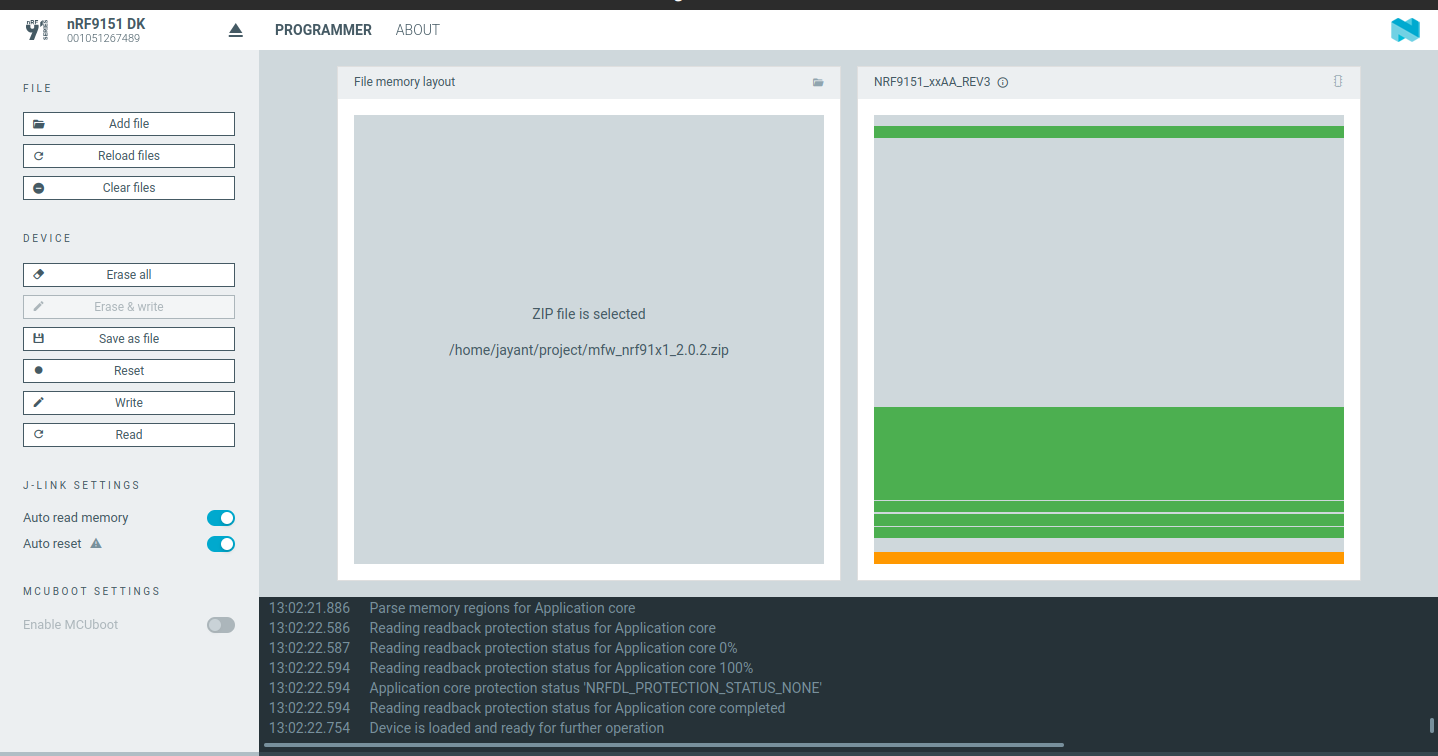 nRF9151 DK
001051267489
PROGRAMMER
ABOUT
FILE
Add file
Reload files
Clear files
DEVICE
Erase all
Erase & write
Save as file
Reset
Write
Read
J-LINK SETTINGS
Auto read memory
Auto reset
MCUBOOT SETTINGS
Enable MCUboot
File memory layout
ZIP file is selected
/home/jayant/project/mfw_nrf91x1_2.0.2.zip
NRF9151_xxAA_REV3
13:02:21.886 Parse memory regions for Application core
13:02:22.586 Reading readback protection status for Application core
13:02:22.587 Reading readback protection status for Application core 0%
13:02:22.594 Reading readback protection status for Application core 100%
13:02:22.594 Application core protection status 'NRFDL_PROTECTION_STATUS_NONE'
13:02:22.594 Reading readback protection status for Application core completed
13:02:22.754 Device is loaded and ready for further operation